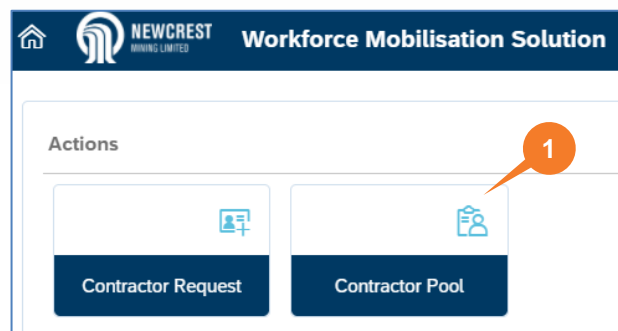 NEWCREST
MINING LIMITED
Workforce Mobilisation Solution
Actions
1
Contractor Request
Contractor Pool